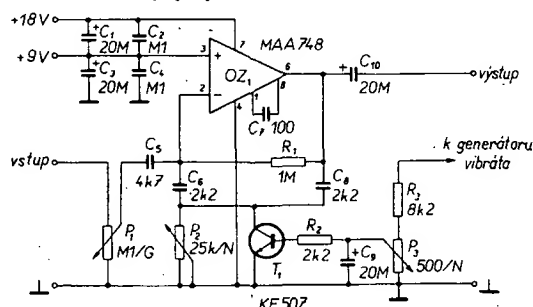 +18V
+9V
+ C1
20M
C2
M1
+ C3
20M
C4
M1
MAA748
3
+
7
OZ1
6
2
−
1
8
4
C7 100
+ C10
20M
výstup
vstup
C5
4k7
R1
1M
C6
2k2
C8
2k2
k generátoru
vibráta
R3
8k2
P1
M1/G
P2
25k/N
T1
R2
2k2
+ C9
20M
P3
500/N
KF507